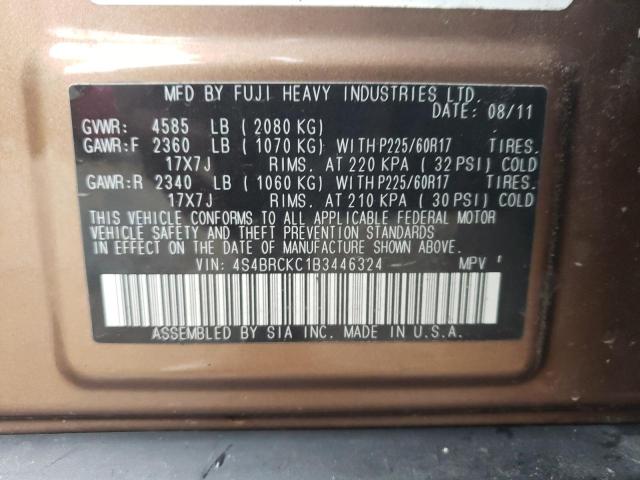 MFD BY FUJI HEAVY INDUSTRIES LTD.
DATE: 08/11
GVWR: 4585 LB (2080 KG)
GAWR:F 2360 LB (1070 KG) WITH P225/60R17 TIRES.
17X7J RIMS. AT 220 KPA (32 PSI) COLD
GAWR:R 2340 LB (1060 KG) WITH P225/60R17 TIRES.
17X7J RIMS. AT 210 KPA (30 PSI) COLD
THIS VEHICLE CONFORMS TO ALL APPLICABLE FEDERAL MOTOR
VEHICLE SAFETY AND THEFT PREVENTION STANDARDS
IN EFFECT ON THE DATE OF MANUFACTURE SHOWN ABOVE.
VIN: 4S4BRCKC1B3446324 MPV
ASSEMBLED BY SIA INC. MADE IN U.S.A.